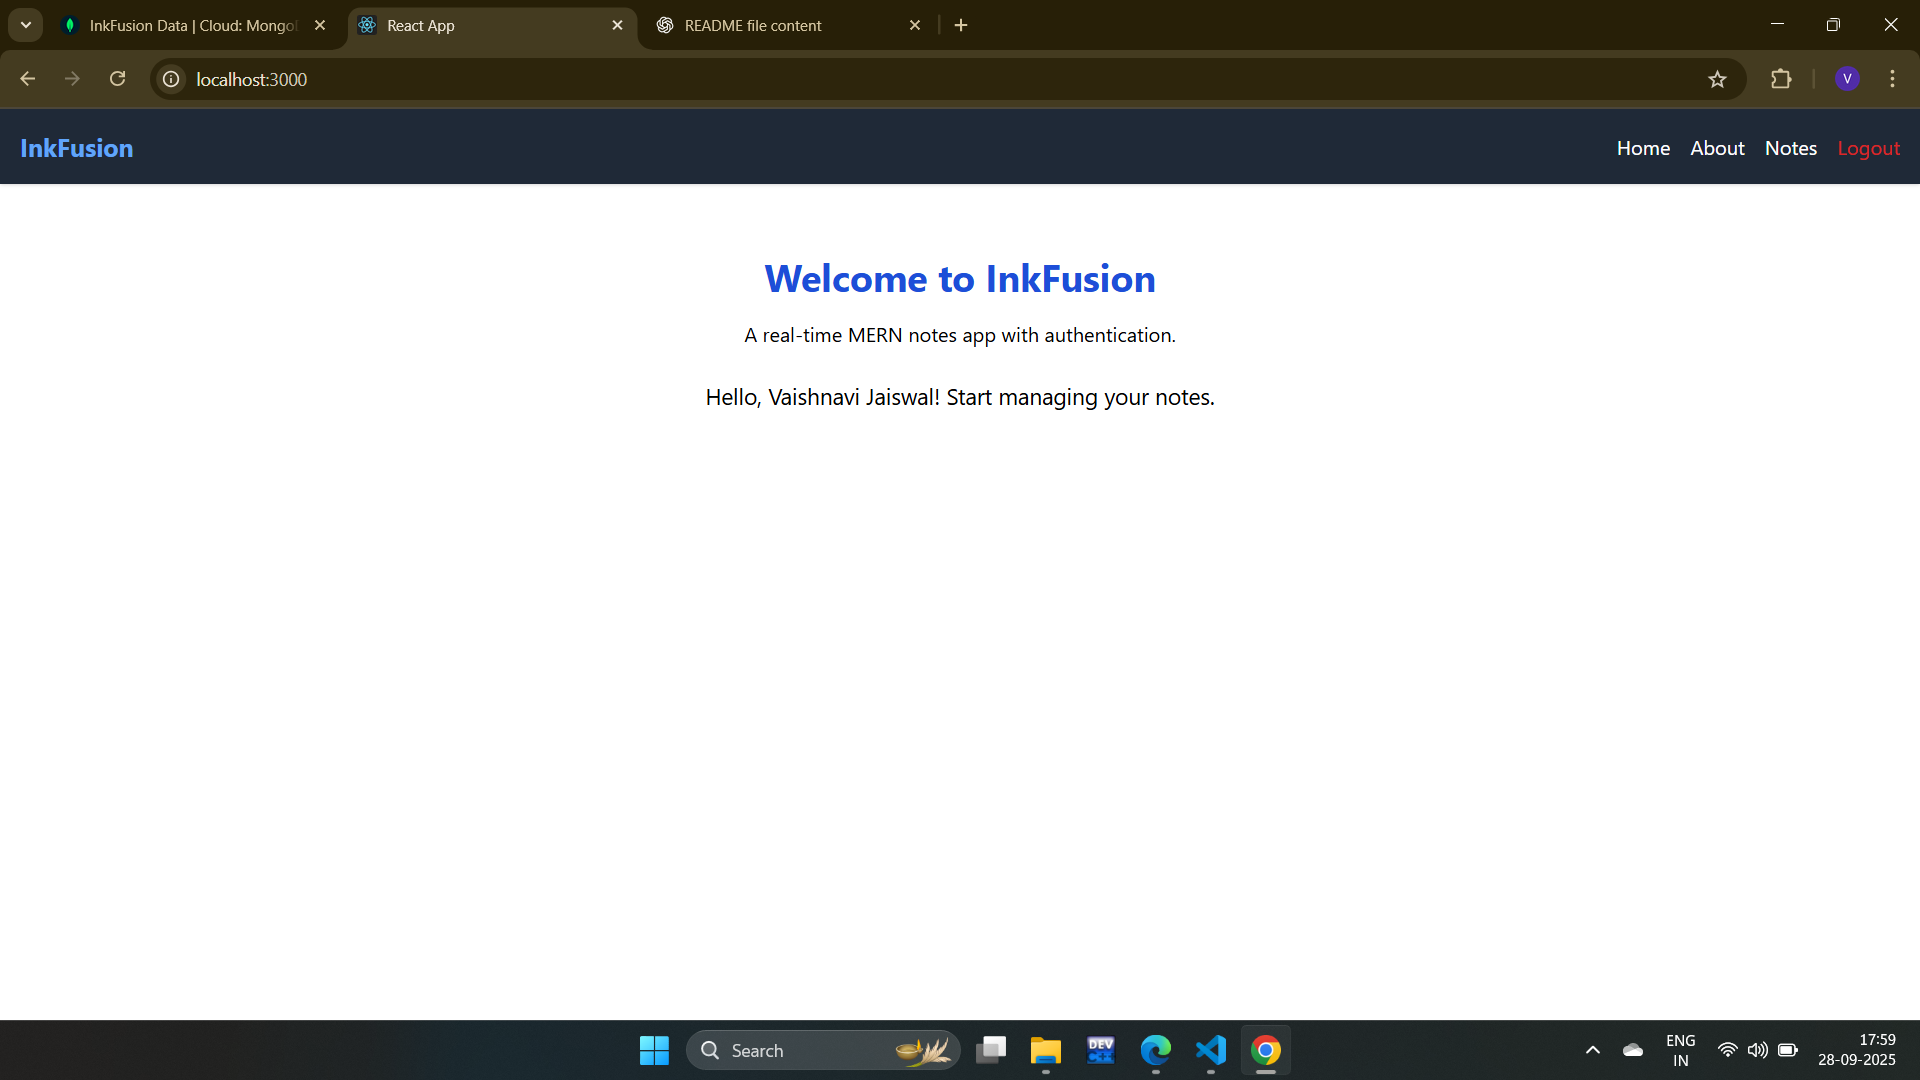 InkFusion Data | Cloud: Mongo
React App
README file content
localhost:3000
V
InkFusion
Home
About
Notes
Logout
Welcome to InkFusion
A real-time MERN notes app with authentication.
Hello, Vaishnavi Jaiswal! Start managing your notes.
Search
DEV
ENG
IN
17:59
28-09-2025